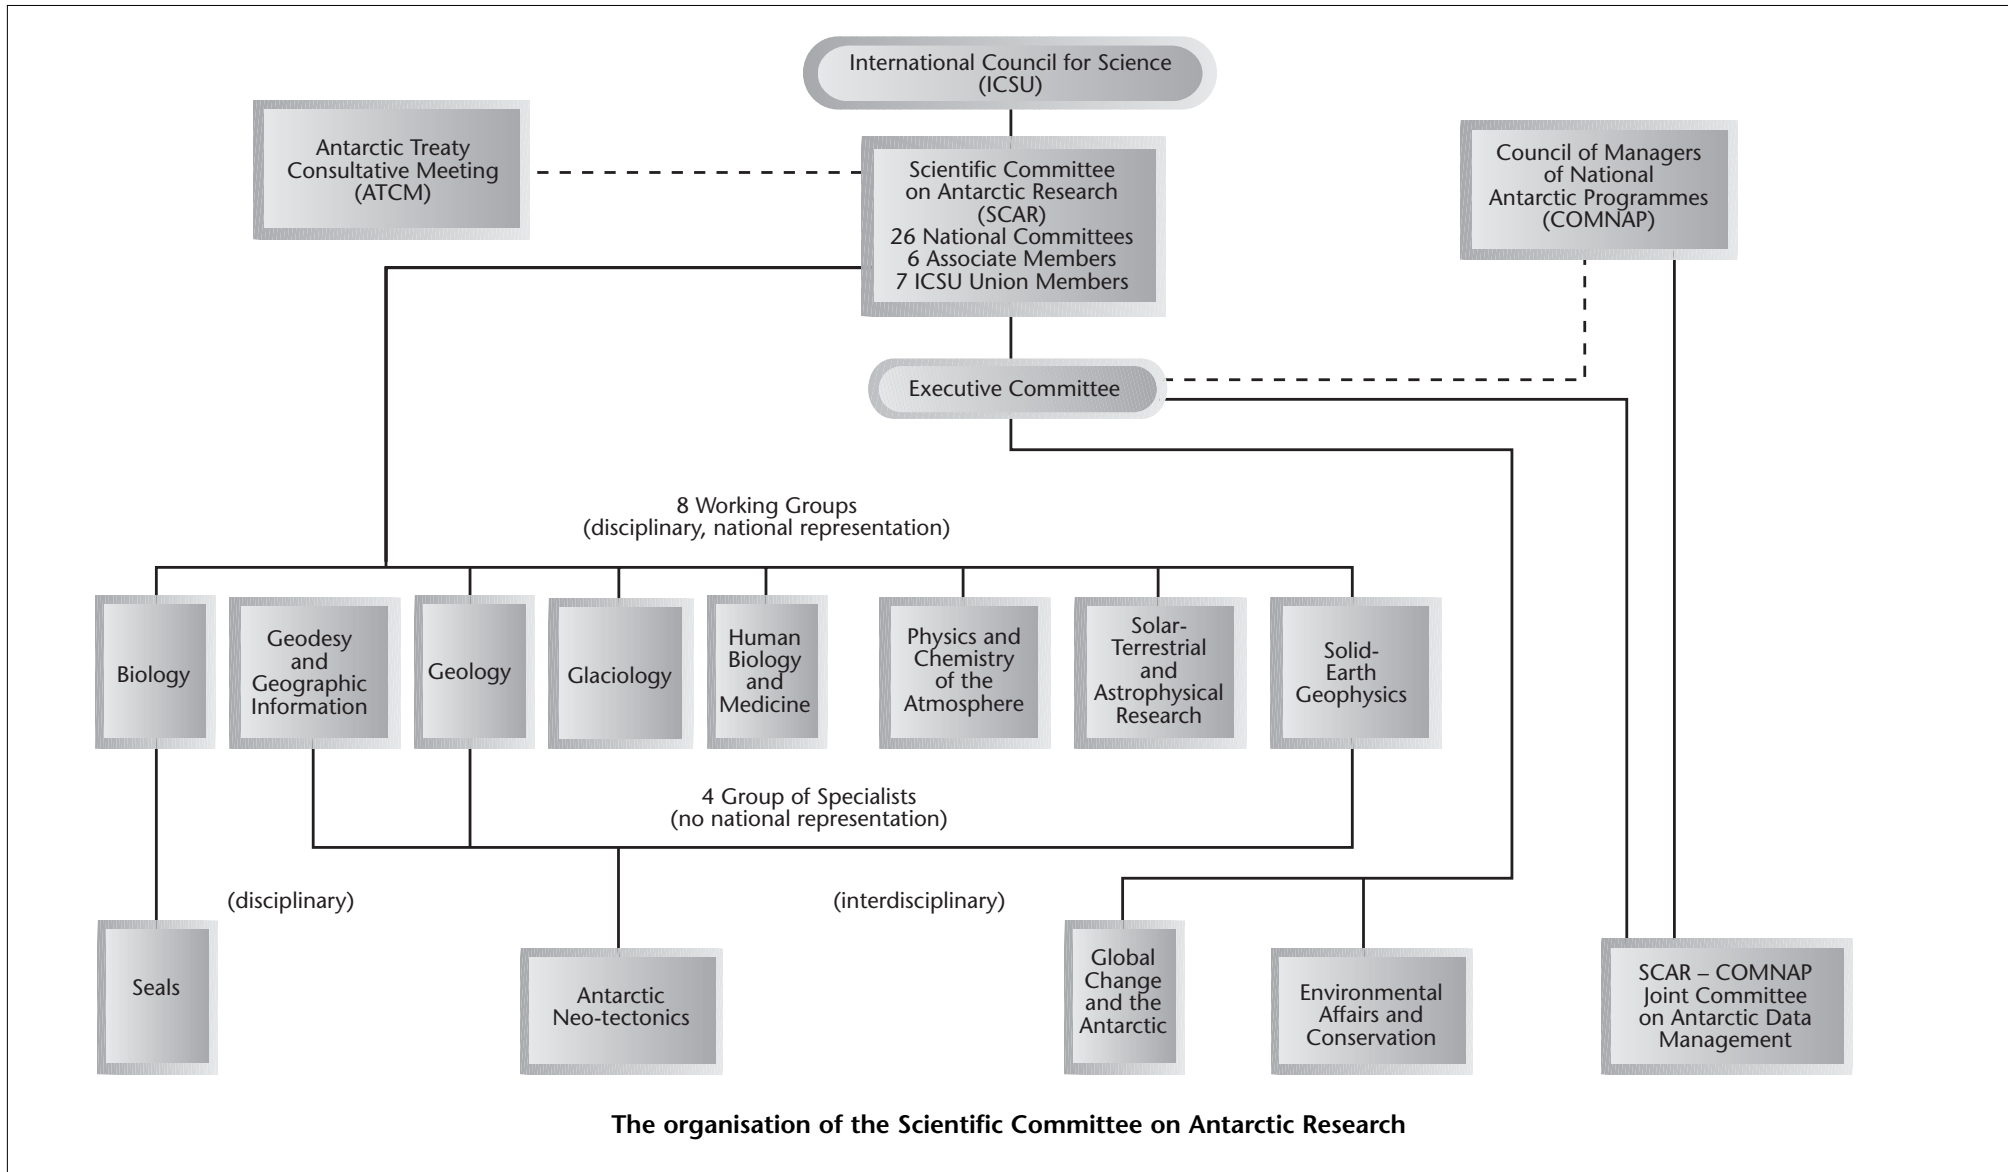 International Council for Science
(ICSU)
Antarctic Treaty
Consultative Meeting
(ATCM)
Scientific Committee
on Antarctic Research
(SCAR)
26 National Committees
6 Associate Members
7 ICSU Union Members
Council of Managers
of National
Antarctic Programmes
(COMNAP)
Executive Committee
8 Working Groups
(disciplinary, national representation)
Biology
Geodesy
and
Geographic
Information
Geology
Glaciology
Human
Biology
and
Medicine
Physics and
Chemistry
of the
Atmosphere
Solar-
Terrestrial
and
Astrophysical
Research
Solid-
Earth
Geophysics
4 Group of Specialists
(no national representation)
(disciplinary)
(interdisciplinary)
Seals
Antarctic
Neo-tectonics
Global
Change
and the
Antarctic
Environmental
Affairs and
Conservation
SCAR – COMNAP
Joint Committee
on Antarctic Data
Management
The organisation of the Scientific Committee on Antarctic Research